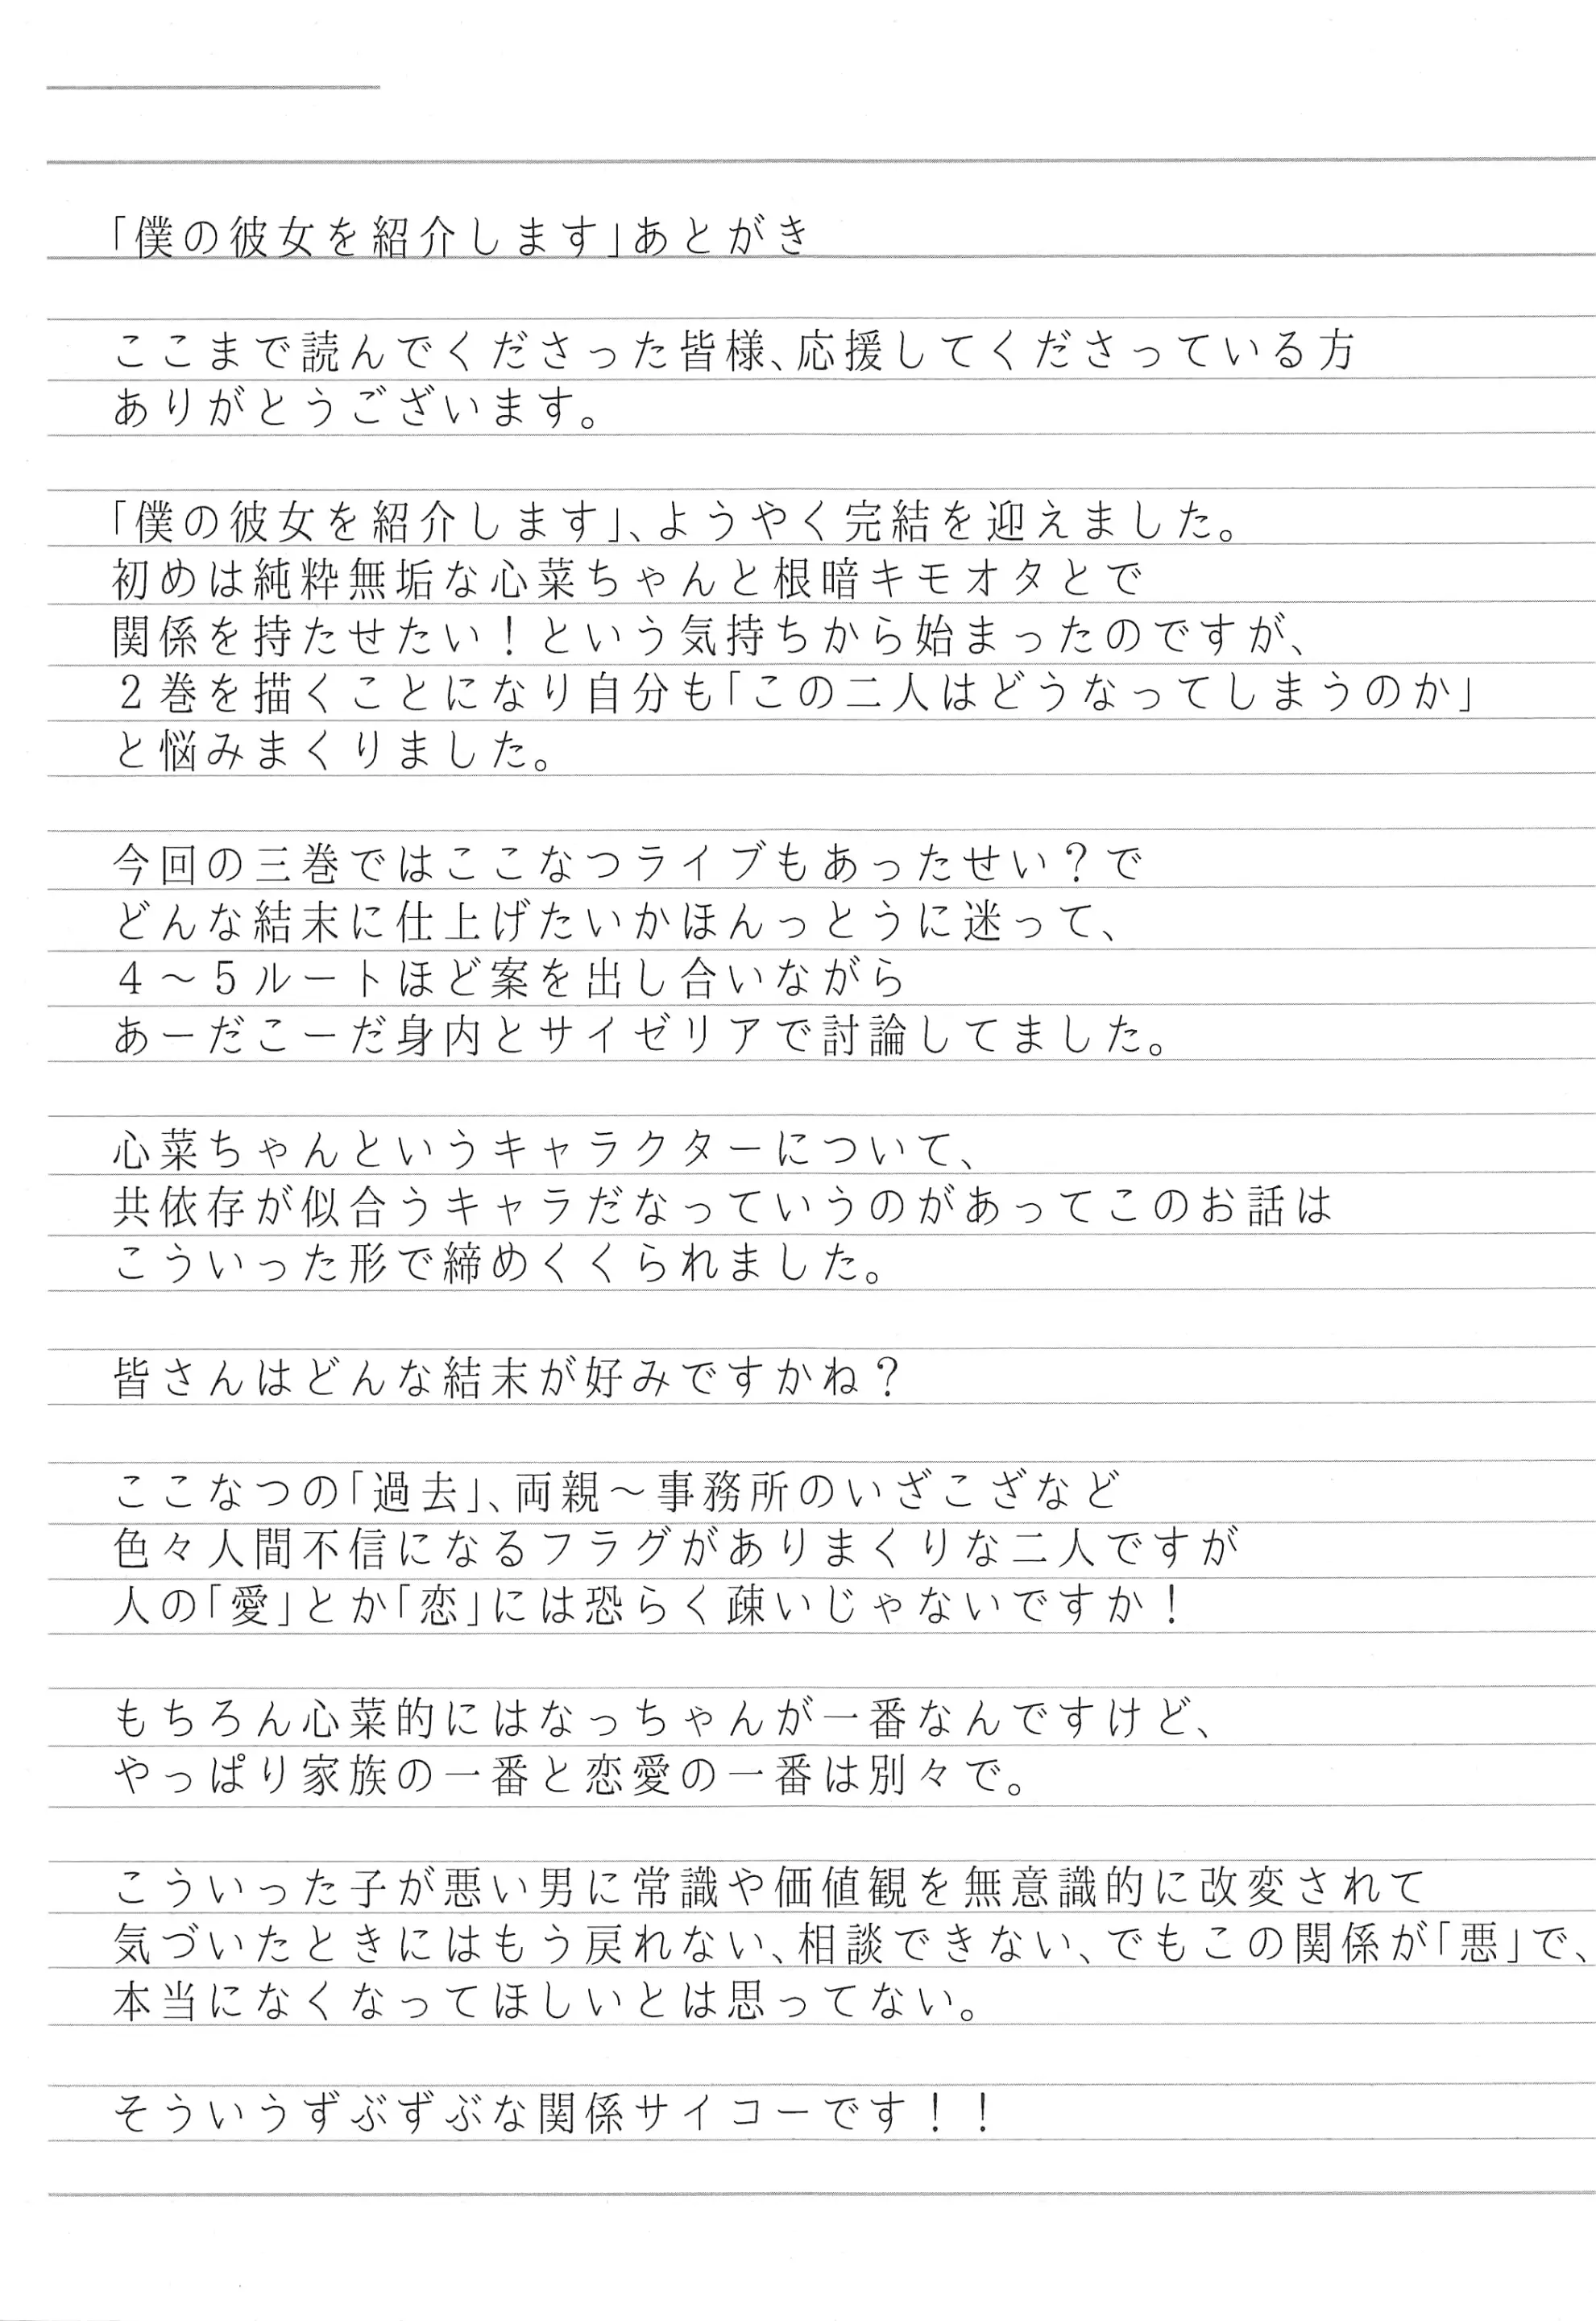 「僕の彼女を紹介します」あとがき
ここまで読んでくださった皆様、応援してくださっている方
ありがとうございます。
「僕の彼女を紹介します」、ようやく完結を迎えました。
初めは純粋無垢な心菜ちゃんと根暗キモオタとで
関係を持たせたい！という気持ちから始まったのですが、
２巻を描くことになり自分も「この二人はどうなってしまうのか」
と悩みまくりました。
今回の三巻ではここなつライブもあったせい？で
どんな結末に仕上げたいかほんっとうに迷って、
４～５ルートほど案を出し合いながら
あーだこーだ身内とサイゼリアで討論してました。
心菜ちゃんというキャラクターについて、
共依存が似合うキャラだなっていうのがあってこのお話は
こういった形で締めくくられました。
皆さんはどんな結末が好みですかね？
ここなつの「過去」、両親～事務所のいざこざなど
色々人間不信になるフラグがありまくりな二人ですが
人の「愛」とか「恋」には恐らく疎いじゃないですか！
もちろん心菜的にはなっちゃんが一番なんですけど、
やっぱり家族の一番と恋愛の一番は別々で。
こういった子が悪い男に常識や価値観を無意識的に改変されて
気づいたときにはもう戻れない、相談できない、でもこの関係が「悪」で、
本当になくなってほしいとは思ってない。
そういうずぶずぶな関係サイコーです！！